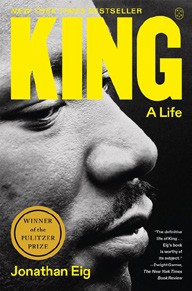 NEW YORK TIMES BESTSELLER
KING
A Life
WINNER
of the
PULITZER
PRIZE
"The definitive
life of King . . .
Eig's book
is worthy of
its subject."
—Dwight Garner,
The New York Times
Book Review
Jonathan Eig